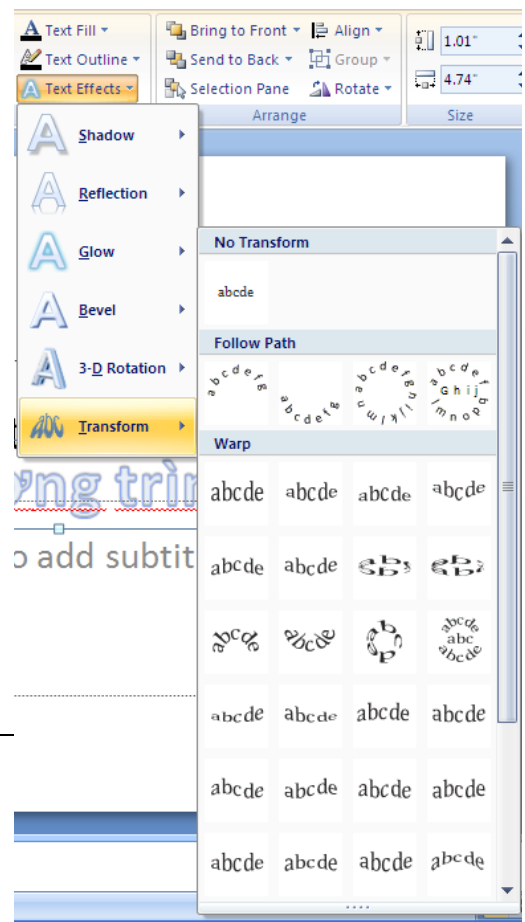 Text Fill Bring to Front Align
Text Outline Send to Back Group
Text Effects Selection Pane Rotate
1.01"
4.74"
Arrange Size
Shadow
Reflection
Glow
Bevel
3-D Rotation
Transform
No Transform
abcde
Follow Path
Warp
abcde abcde abcde abcde
abcde abcde
abcde abcde
abcde abcde abcde abcde
abcde abcde abcde abcde
abcde abcde abcde abcde
ơng trìn
o add subtit